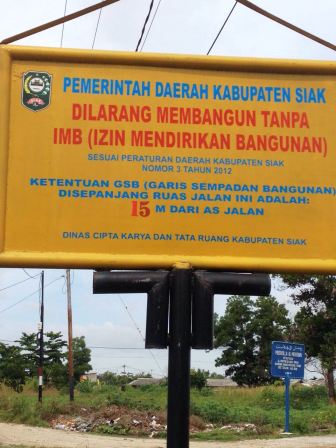 PEMERINTAH DAERAH KABUPATEN SIAK
DILARANG MEMBANGUN TANPA
IMB (IZIN MENDIRIKAN BANGUNAN)
SESUAI PERATURAN DAERAH KABUPATEN SIAK
NOMOR 3 TAHUN 2012
KETENTUAN GSB (GARIS SEMPADAN BANGUNAN)
DISEPANJANG RUAS JALAN INI ADALAH:
15 M DARI AS JALAN
DINAS CIPTA KARYA DAN TATA RUANG KABUPATEN SIAK
SIAK